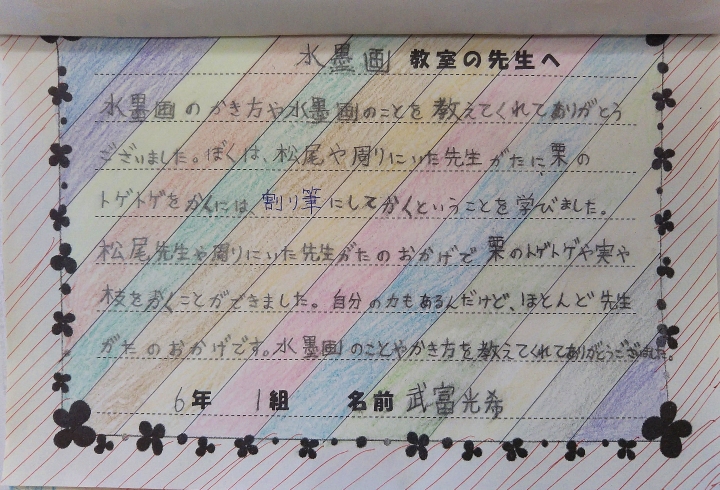 水墨画 教室の先生へ
水墨画のかき方や水墨画のことを教えてくれてありがとう
ございました。ぼくは、松尾や周りにいた先生がたに、栗の
トゲトゲをかくには、割り筆にしてかくということを学びました。
松尾先生や周りにいた先生がたのおかげで栗のトゲトゲや実や
枝をかくことができました。自分の力もあるんだけど、ほとんど先生
がたのおかげです。水墨画のことやかき方を教えてくれてありがとうございました。
6年 1組 名前 武富光希